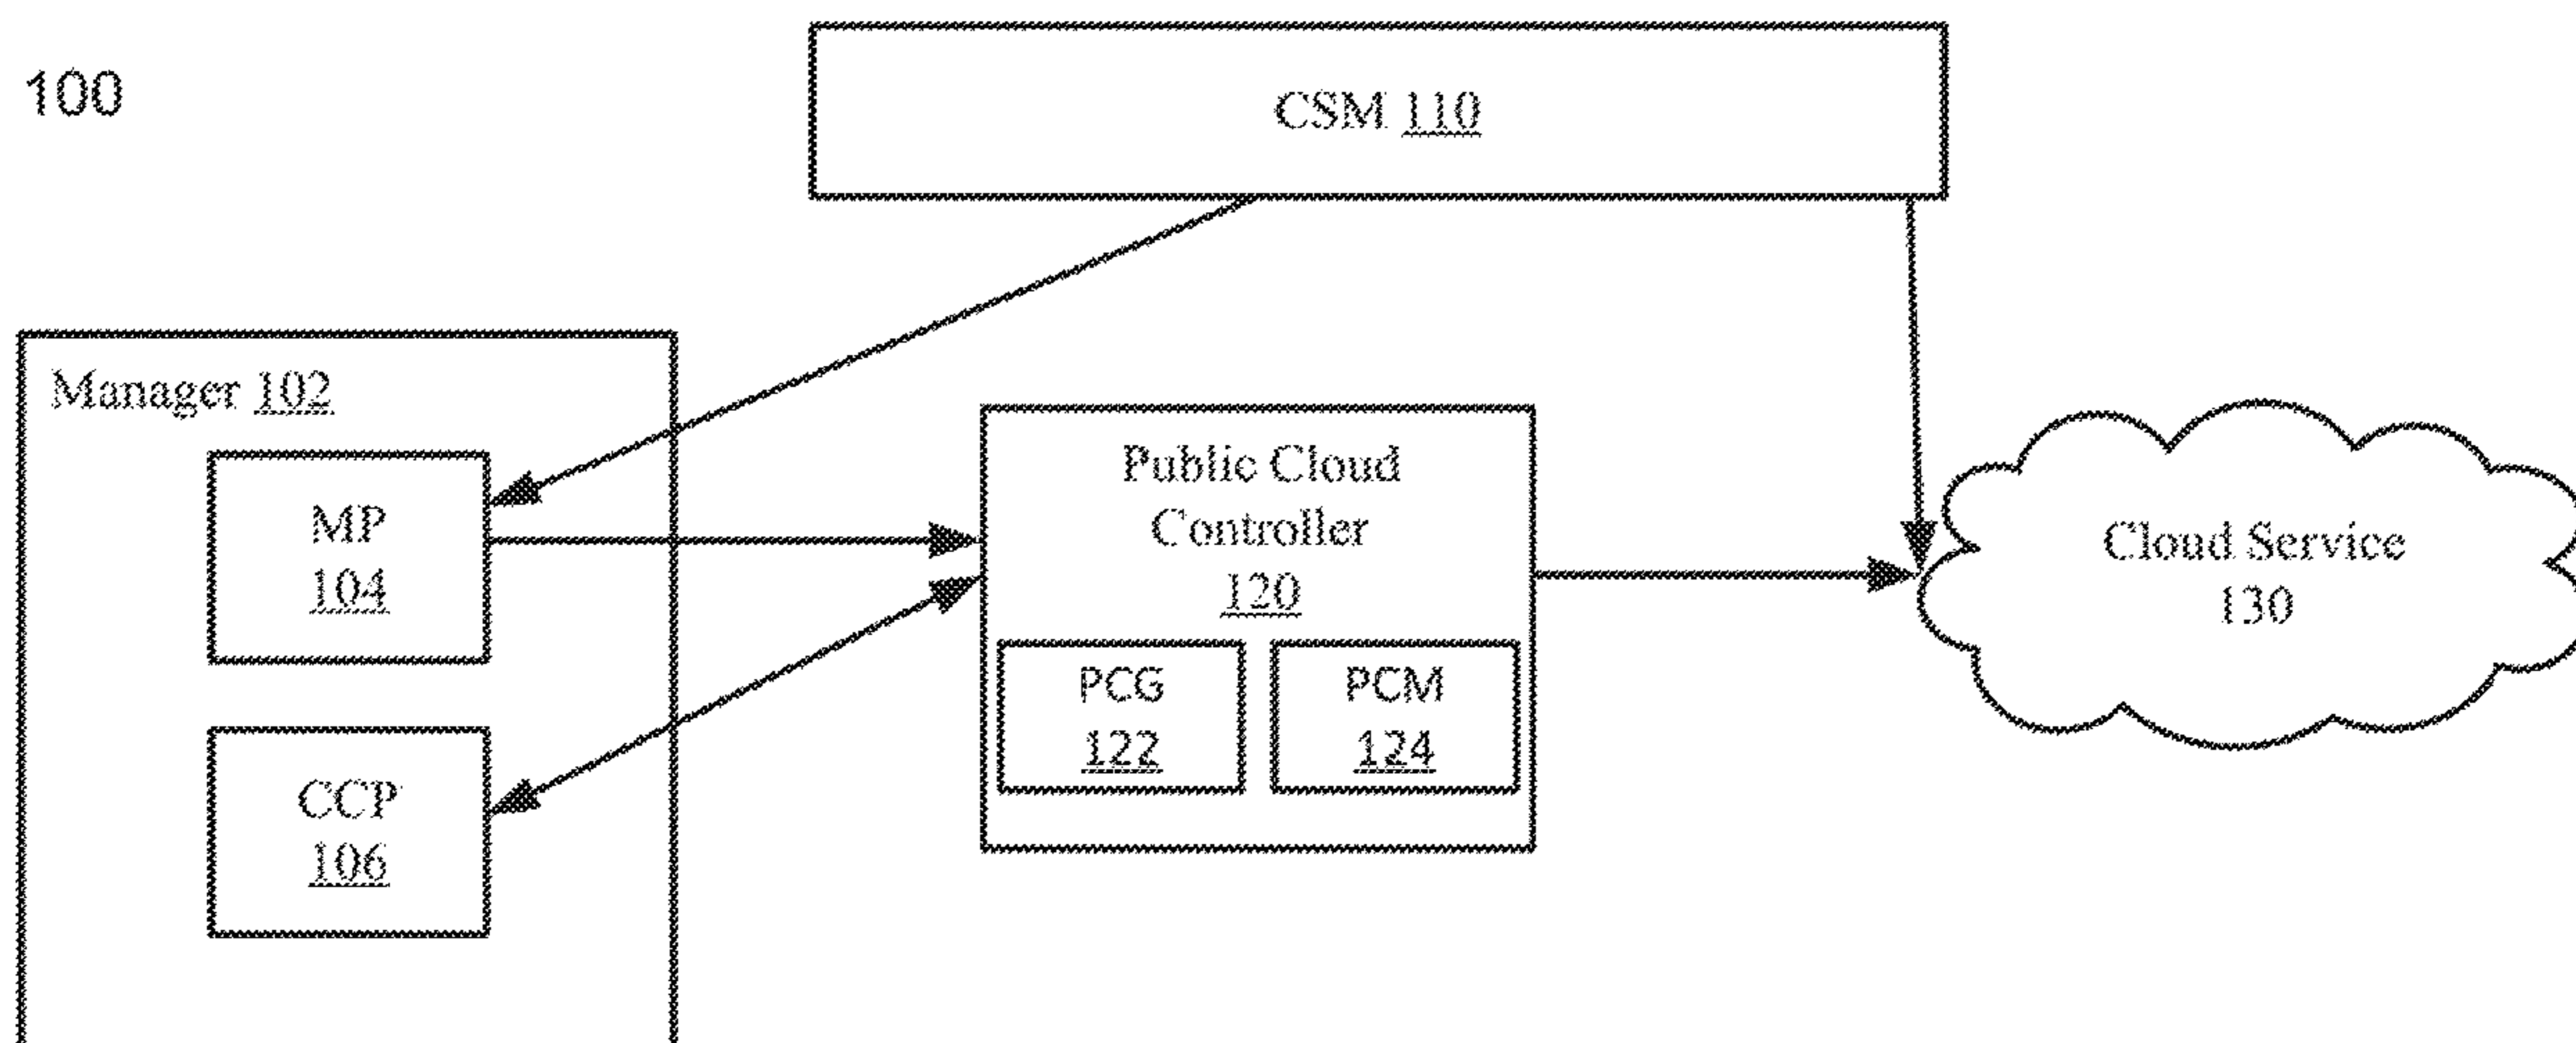 100
CSM 110
Manager 102
MP
104
CCP
106
Public Cloud
Controller
120
PCG
122
PCM
124
Cloud Service
130